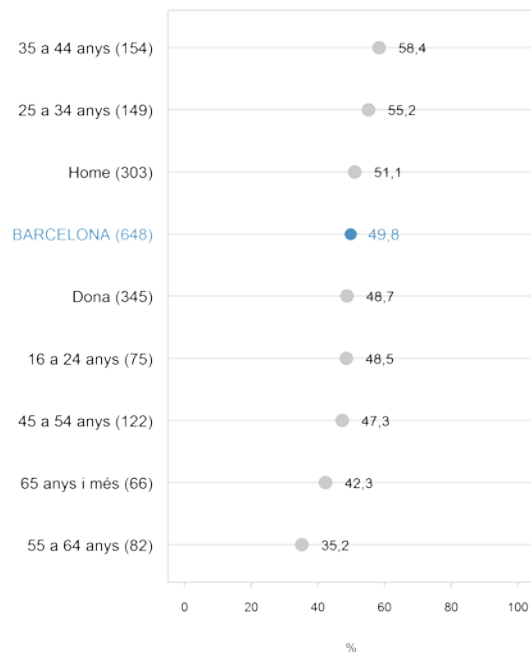 35 a 44 anys (154) 58,4
25 a 34 anys (149) 55,2
Home (303) 51,1
BARCELONA (648) 49,8
Dona (345) 48,7
16 a 24 anys (75) 48,5
45 a 54 anys (122) 47,3
65 anys i més (66) 42,3
55 a 64 anys (82) 35,2
0 20 40 60 80 100
%